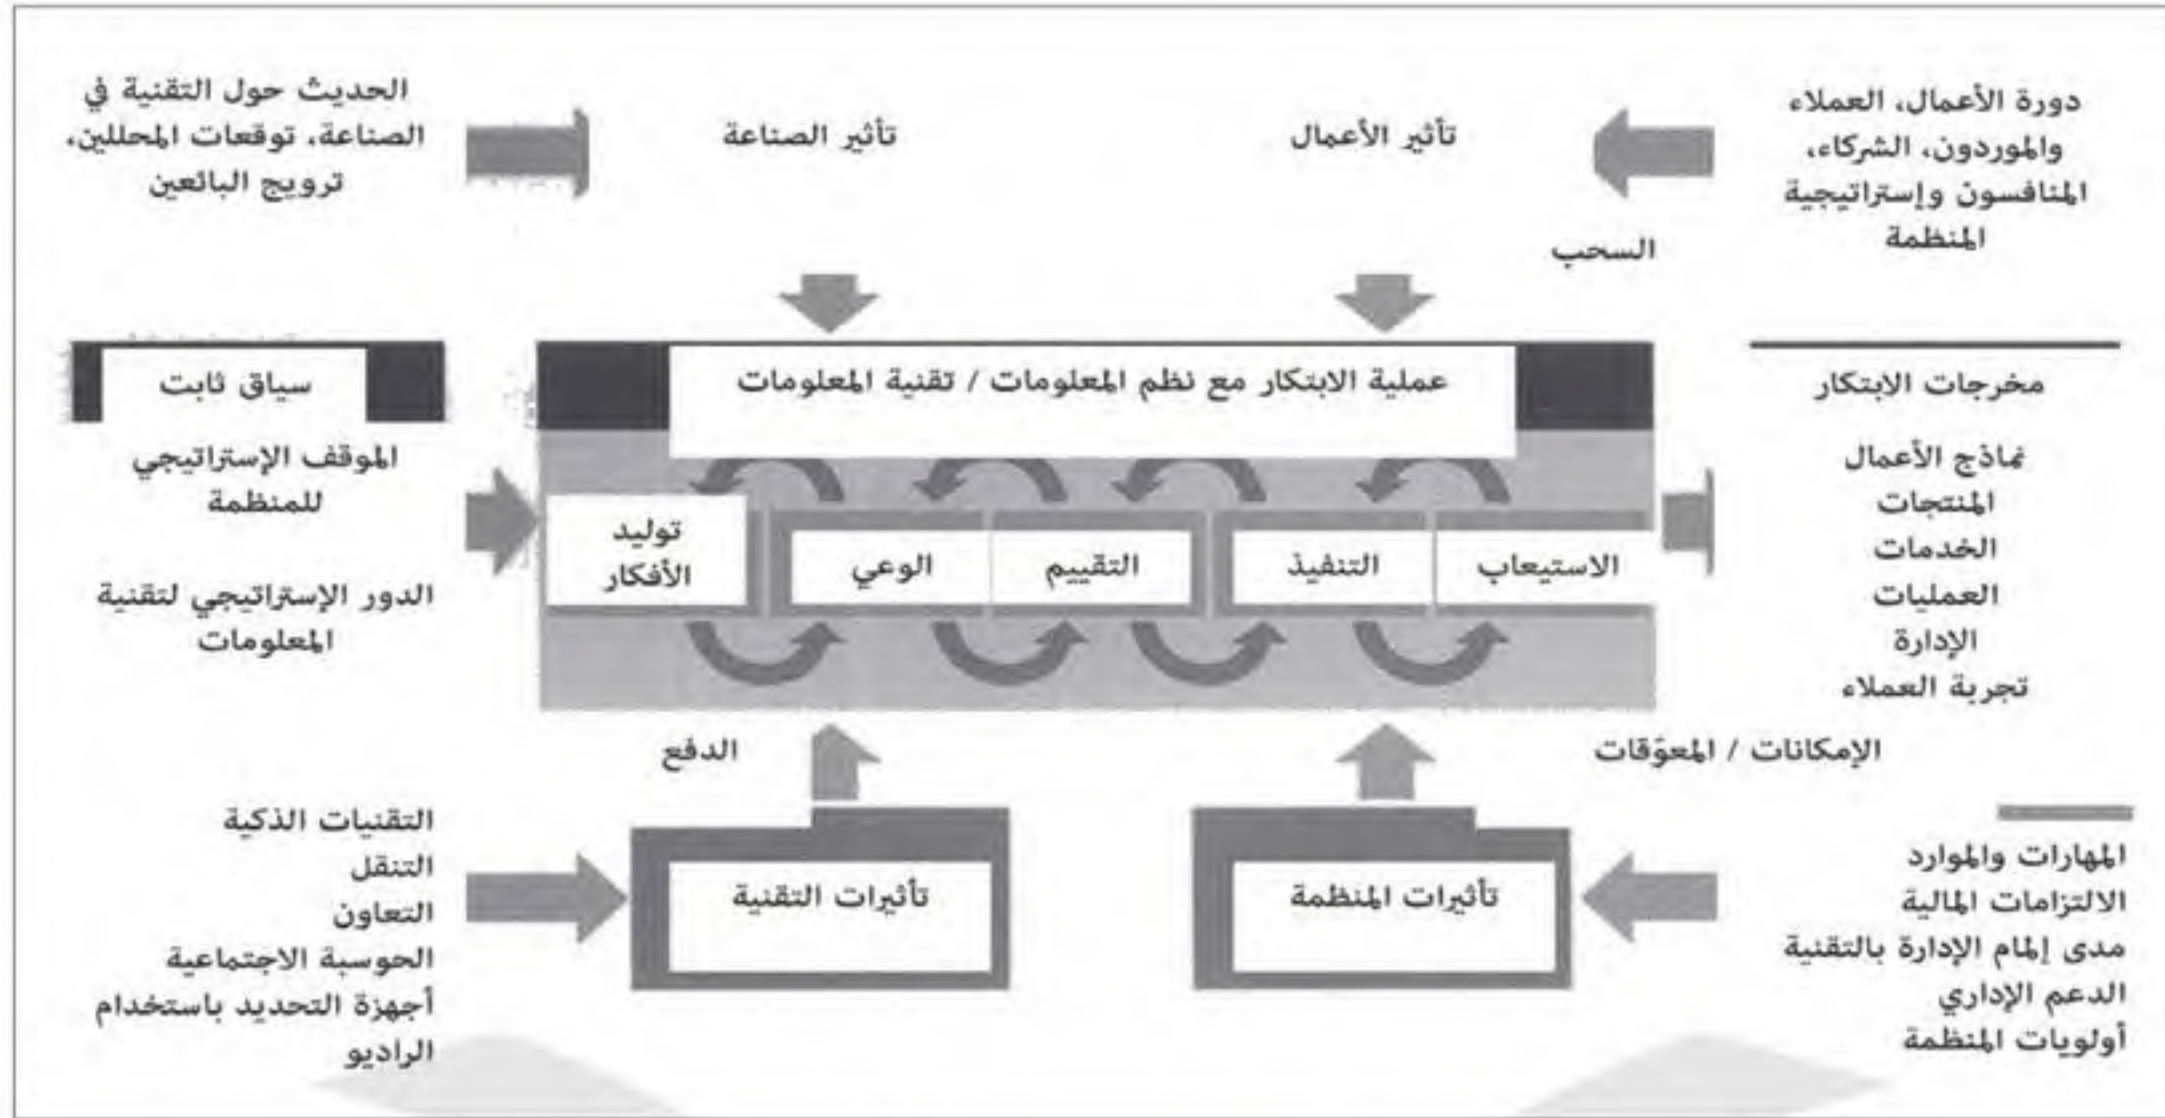 دورة الأعمال، العملاء
والموردون، الشركاء،
المنافسون وإستراتيجية
المنظمة
تأثير الأعمال
السحب
تأثير الصناعة
الحديث حول التقنية في
الصناعة، توقعات المحللين،
ترويج البائعين
سياق ثابت
الموقف الإستراتيجي
للمنظمة
الدور الإستراتيجي لتقنية
المعلومات
عملية الابتكار مع نظم المعلومات / تقنية المعلومات
توليد
الأفكار
الوعي
التقييم
التنفيذ
الاستيعاب
مخرجات الابتكار
نماذج الأعمال
المنتجات
الخدمات
العمليات
الإدارة
تجربة العملاء
الدفع
الإمكانات / المعوّقات
تأثيرات التقنية
التقنيات الذكية
التنقل
التعاون
الحوسبة الاجتماعية
أجهزة التحديد باستخدام
الراديو
تأثيرات المنظمة
المهارات والموارد
الالتزامات المالية
مدى إلمام الإدارة بالتقنية
الدعم الإداري
أولويات المنظمة